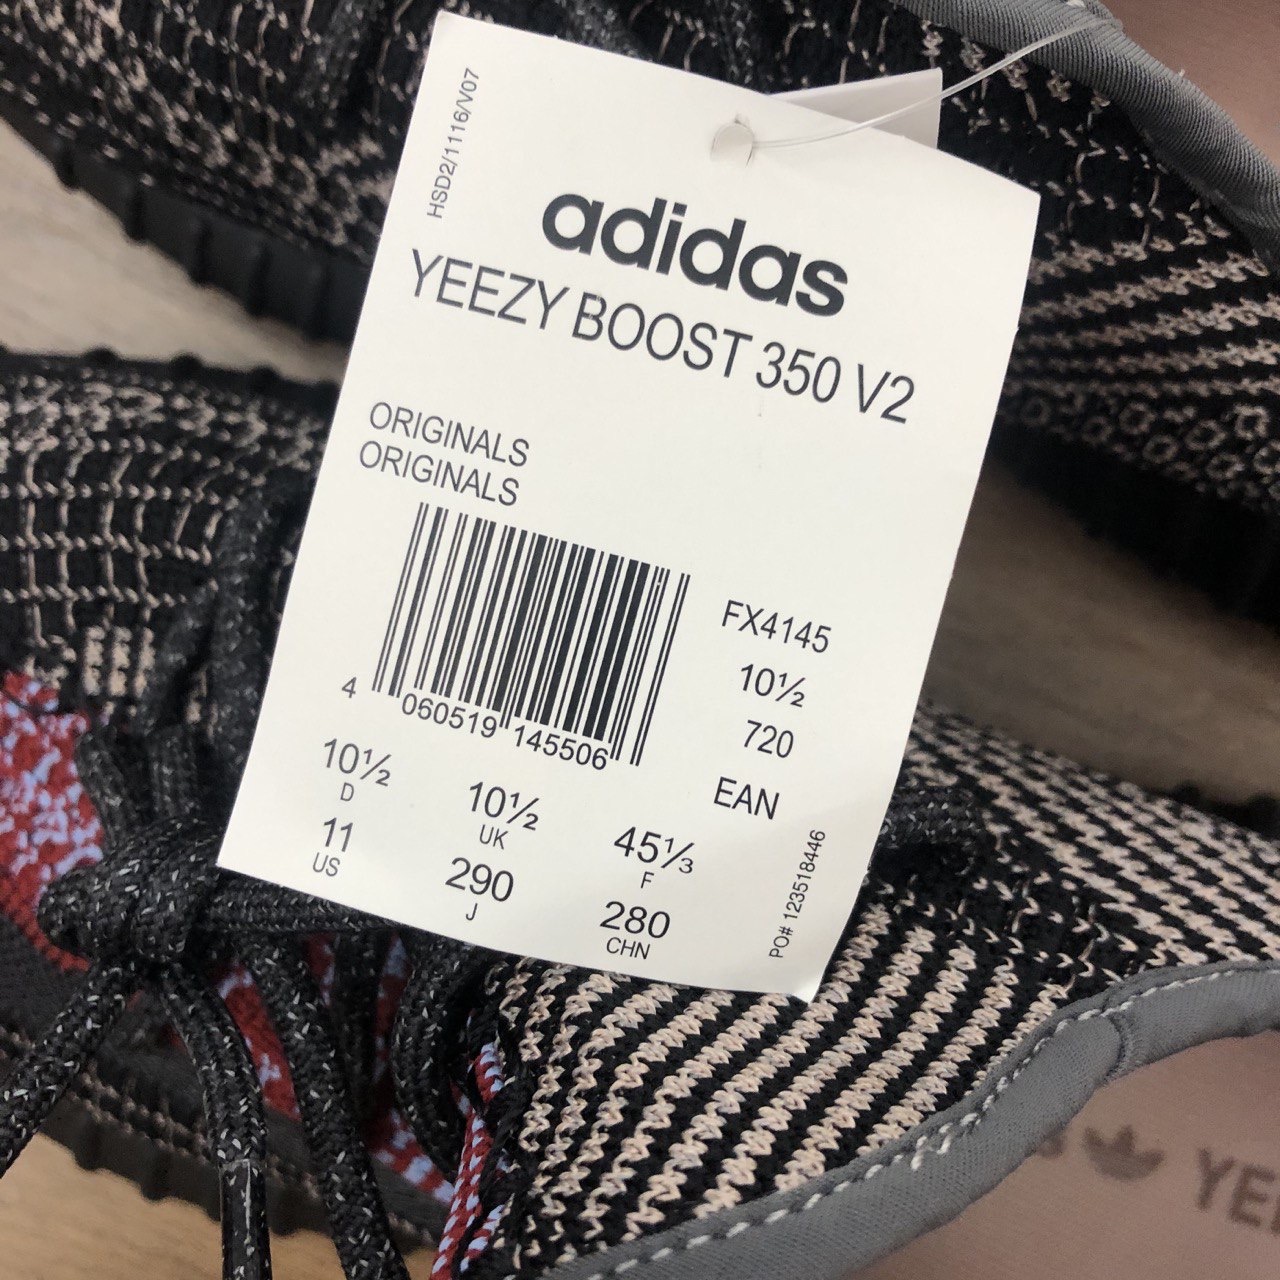 HSD2/1116/V07
adidas
YEEZY BOOST 350 V2
ORIGINALS
ORIGINALS
FX4145
10½
720
EAN
4 060519 145506
10½ 10½ 45⅓
D UK F
11 290 280
US J CHN
PO# 123518446